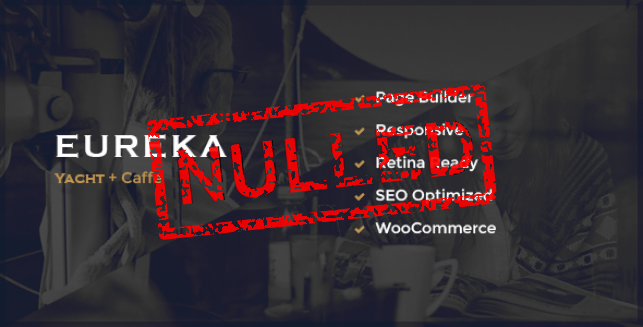 EUREKA
YACHT + Caffe
Page Builder
Responsive
Retina Ready
SEO Optimized
WooCommerce
NULLED